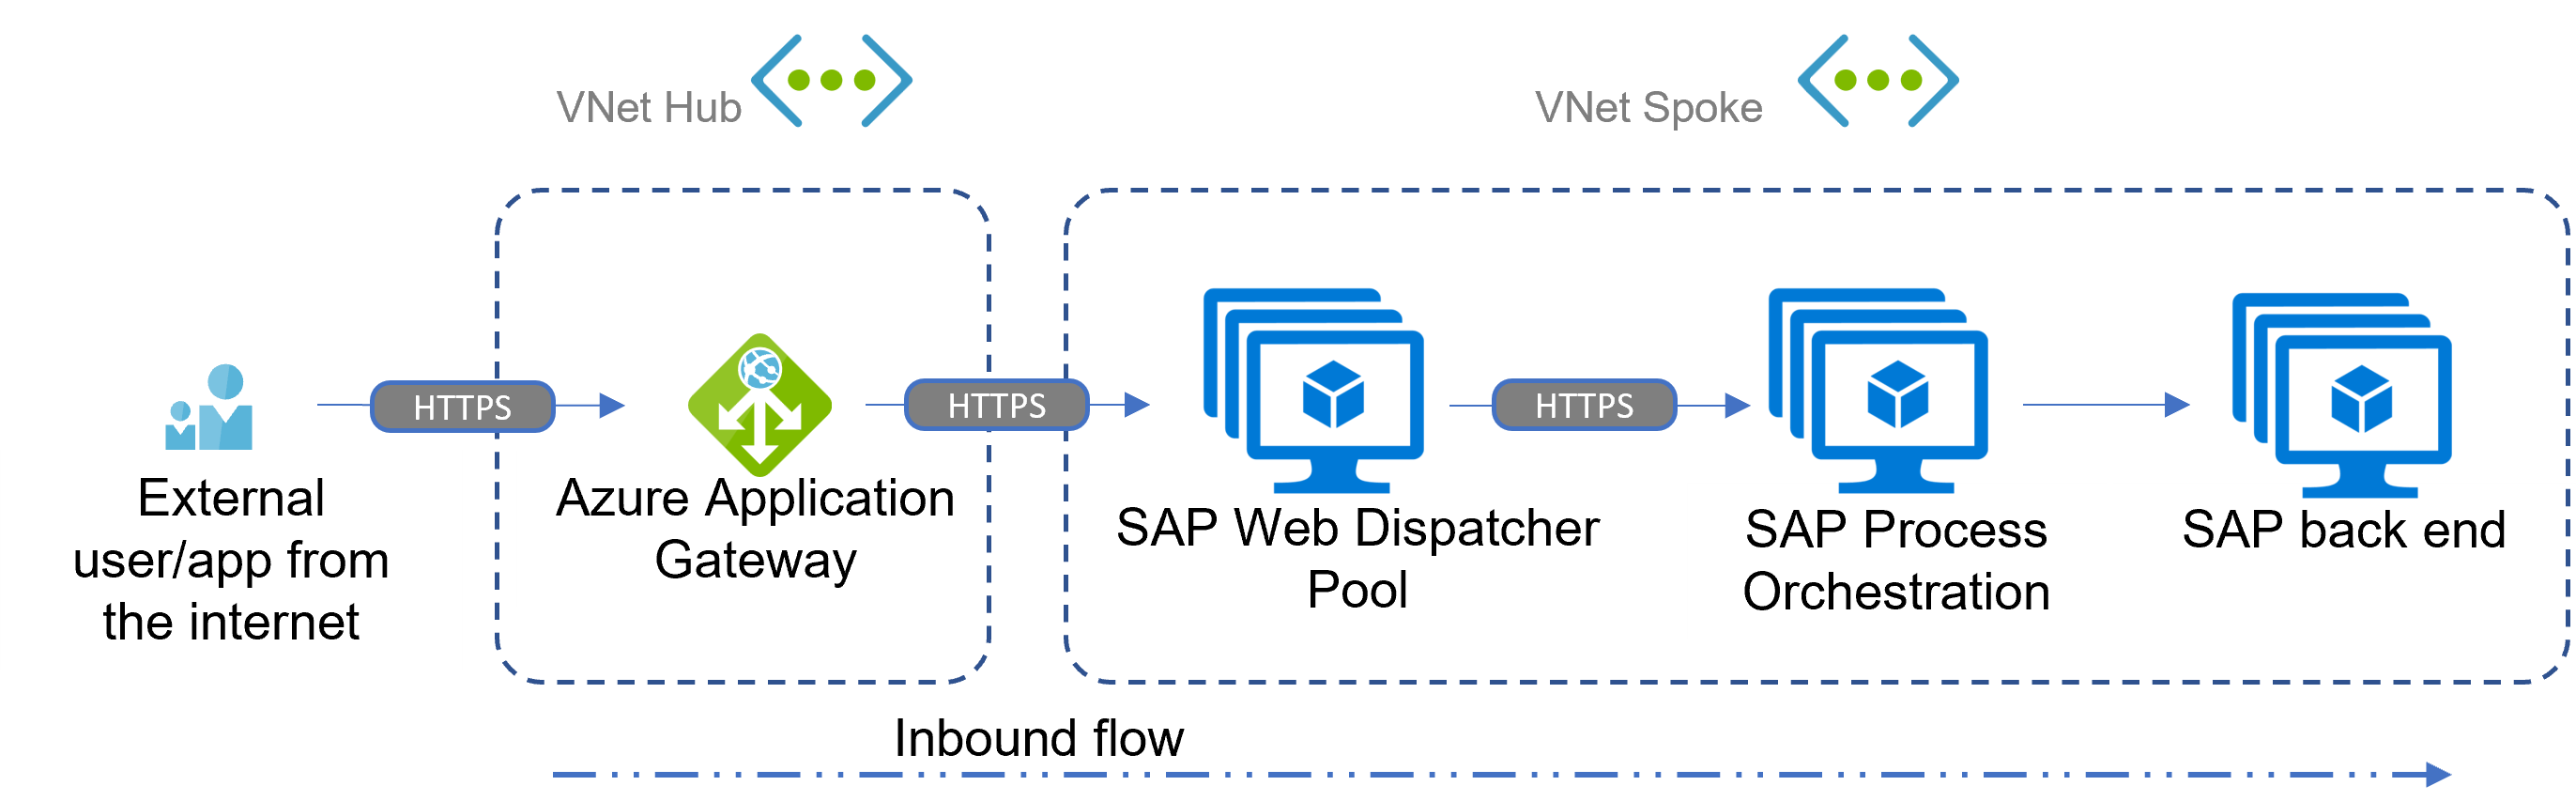 VNet Hub
VNet Spoke
HTTPS
HTTPS
HTTPS
External
user/app from
the internet
Azure Application
Gateway
SAP Web Dispatcher
Pool
SAP Process
Orchestration
SAP back end
Inbound flow